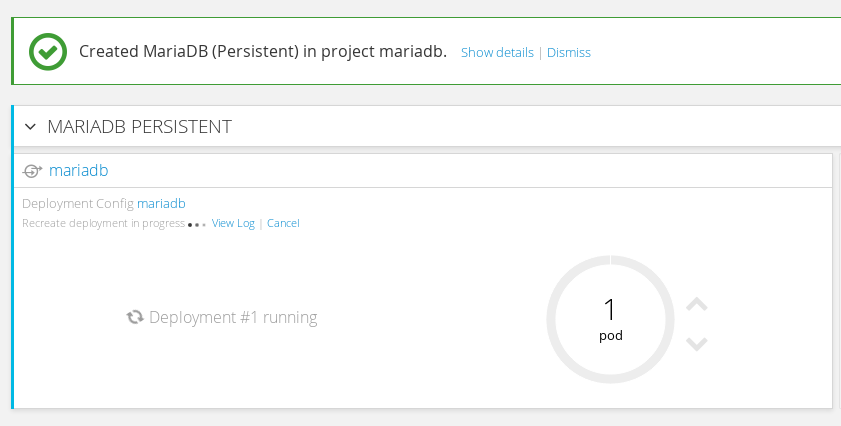 Created MariaDB (Persistent) in project mariadb. Show details | Dismiss
MARIADB PERSISTENT
mariadb
Deployment Config mariadb
Recreate deployment in progress View Log | Cancel
Deployment #1 running
1
pod